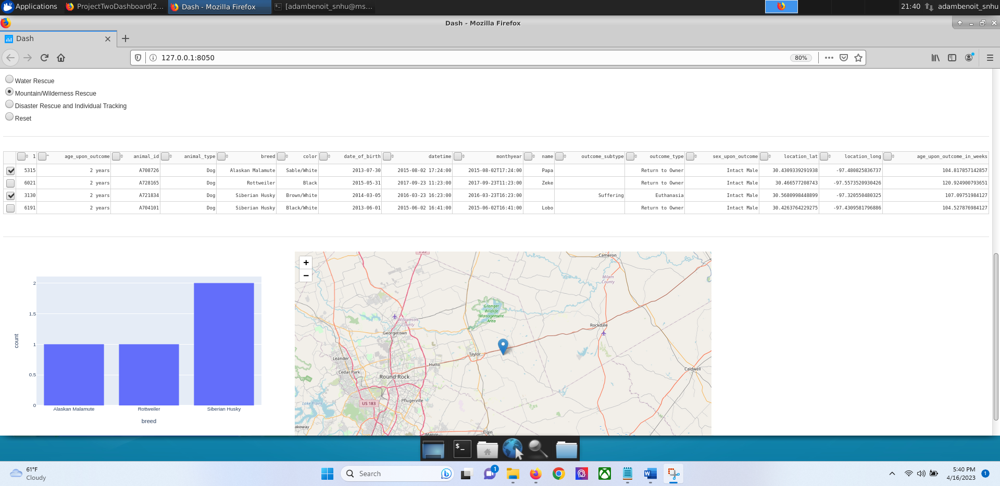 Applications ProjectTwoDashboard(2... Dash - Mozilla Firefox [adambenoit_snhu@ms... 21:40 adambenoit_snhu
Dash - Mozilla Firefox
Dash
127.0.0.1:8050 80%
Water Rescue
Mountain/Wilderness Rescue
Disaster Rescue and Individual Tracking
Reset
1 age_upon_outcome animal_id animal_type breed color date_of_birth datetime monthyear name outcome_subtype outcome_type sex_upon_outcome location_lat location_long age_upon_outcome_in_weeks
5315 2 years A708726 Dog Alaskan Malamute Sable/White 2013-07-30 2015-08-02 17:24:00 2015-08-02T17:24:00 Papa Return to Owner Intact Male 30.4309339291938 -97.480825836737 104.817857142857
6021 2 years A728165 Dog Rottweiler Black 2015-05-31 2017-09-23 11:23:00 2017-09-23T11:23:00 Zeke Return to Owner Intact Male 30.466577208743 -97.5573520930426 120.924900793651
3130 2 years A721834 Dog Siberian Husky Brown/White 2014-03-05 2016-03-23 16:23:00 2016-03-23T16:23:00 Suffering Euthanasia Intact Male 30.5680998448899 -97.320550480325 107.09751984127
6191 2 years A704101 Dog Siberian Husky Black/White 2013-06-01 2015-06-02 16:41:00 2015-06-02T16:41:00 Lobo Return to Owner Intact Male 30.4263764229275 -97.4309581796886 104.527876984127
2
1.5
1
0.5
0
count
Alaskan Malamute Rottweiler Siberian Husky
breed
+
−
Cameron
Milam
County
Granger
Wildlife
Management
Area
Williamson
County
Georgetown
Rockdale
Leander
Taylor
Hutto
Cedar Park
Round Rock
Caldwell
US 183
Pflugerville
Lake Travis
akeway
Manor
Elgin
$_
61°F
Cloudy
Search
1
5:40 PM
4/16/2023
1